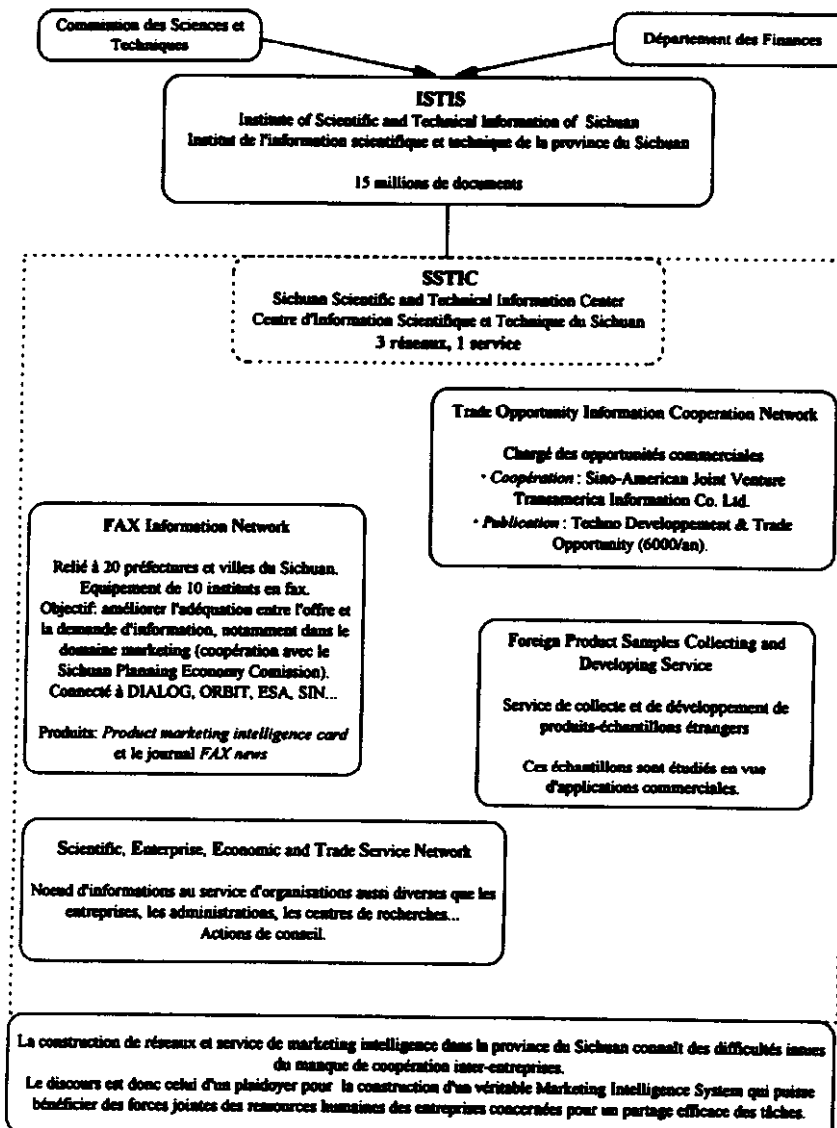 Commission des Sciences et
Techniques
Département des Finances
ISTIS
Institute of Scientific and Technical Information of Sichuan
Institut de l'information scientifique et technique de la province du Sichuan
15 millions de documents
SSTIC
Sichuan Scientific and Technical Information Center
Centre d'Information Scientifique et Technique du Sichuan
3 réseaux, 1 service
Trade Opportunity Information Cooperation Network
Chargé des opportunités commerciales
• Coopération : Sino-American Joint Venture
Transamerica Information Co. Ltd.
• Publication : Techno Developpement & Trade
Opportunity (6000/an).
FAX Information Network
Relié à 20 préfectures et villes du Sichuan.
Equipement de 10 instituts en fax.
Objectif: améliorer l'adéquation entre l'offre et
la demande d'information, notamment dans le
domaine marketing (coopération avec le
Sichuan Planning Economy Comission).
Connecté à DIALOG, ORBIT, ESA, SIN...
Produits: Product marketing intelligence card
et le journal FAX news
Foreign Product Samples Collecting and
Developing Service
Service de collecte et de développement de
produits-échantillons étrangers
Ces échantillons sont étudiés en vue
d'applications commerciales.
Scientific, Enterprise, Economic and Trade Service Network
Noeud d'informations au service d'organisations aussi diverses que les
entreprises, les administrations, les centres de recherches...
Actions de conseil.
La construction de réseaux et service de marketing intelligence dans la province du Sichuan connaît des difficultés issues
du manque de coopération inter-entreprises.
Le discours est donc celui d'un plaidoyer pour la construction d'un véritable Marketing Intelligence System qui puisse
bénéficier des forces jointes des ressources humaines des entreprises concernées pour un partage efficace des tâches.